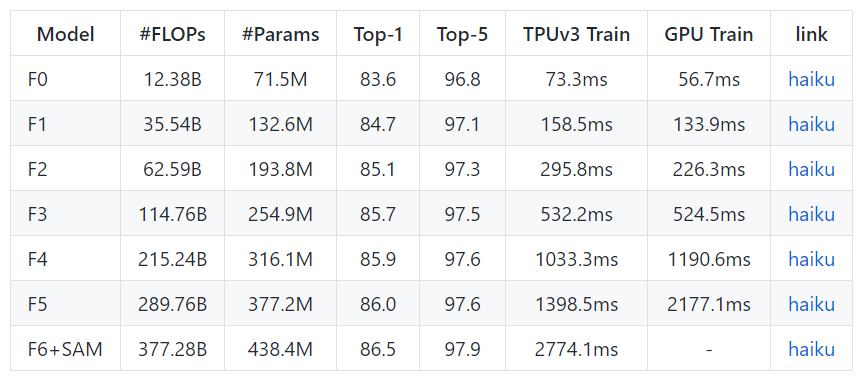 Model #FLOPs #Params Top-1 Top-5 TPUv3 Train GPU Train link
F0 12.38B 71.5M 83.6 96.8 73.3ms 56.7ms haiku
F1 35.54B 132.6M 84.7 97.1 158.5ms 133.9ms haiku
F2 62.59B 193.8M 85.1 97.3 295.8ms 226.3ms haiku
F3 114.76B 254.9M 85.7 97.5 532.2ms 524.5ms haiku
F4 215.24B 316.1M 85.9 97.6 1033.3ms 1190.6ms haiku
F5 289.76B 377.2M 86.0 97.6 1398.5ms 2177.1ms haiku
F6+SAM 377.28B 438.4M 86.5 97.9 2774.1ms - haiku